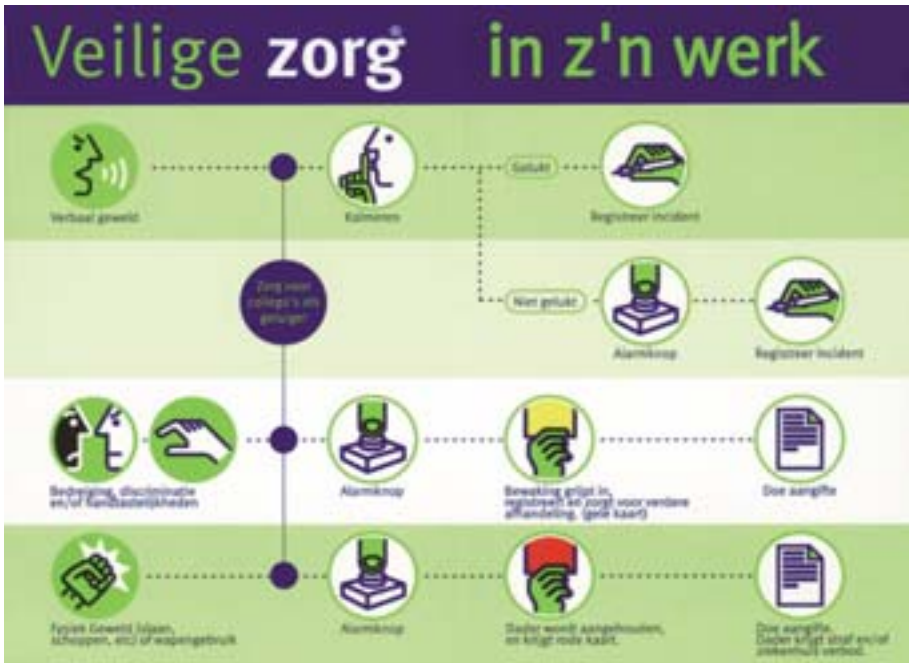 Veilige zorg® in z'n werk
Verbaal geweld
Kalmeren
Gelukt
Registreer incident
Zorg voor
collega's als
getuige!
Niet gelukt
Alarmknop
Registreer incident
Bedreiging, discriminatie
en/of handtastelijkheden
Alarmknop
Bewaking grijpt in,
registreert en zorgt voor verdere
afhandeling. (gele kaart)
Doe aangifte
Fysiek Geweld (slaan,
schoppen, etc) of wapengebruik
Alarmknop
Dader wordt aangehouden,
en krijgt rode kaart.
Doe aangifte.
Dader krijgt straf en/of
ziekenhuis verbod.